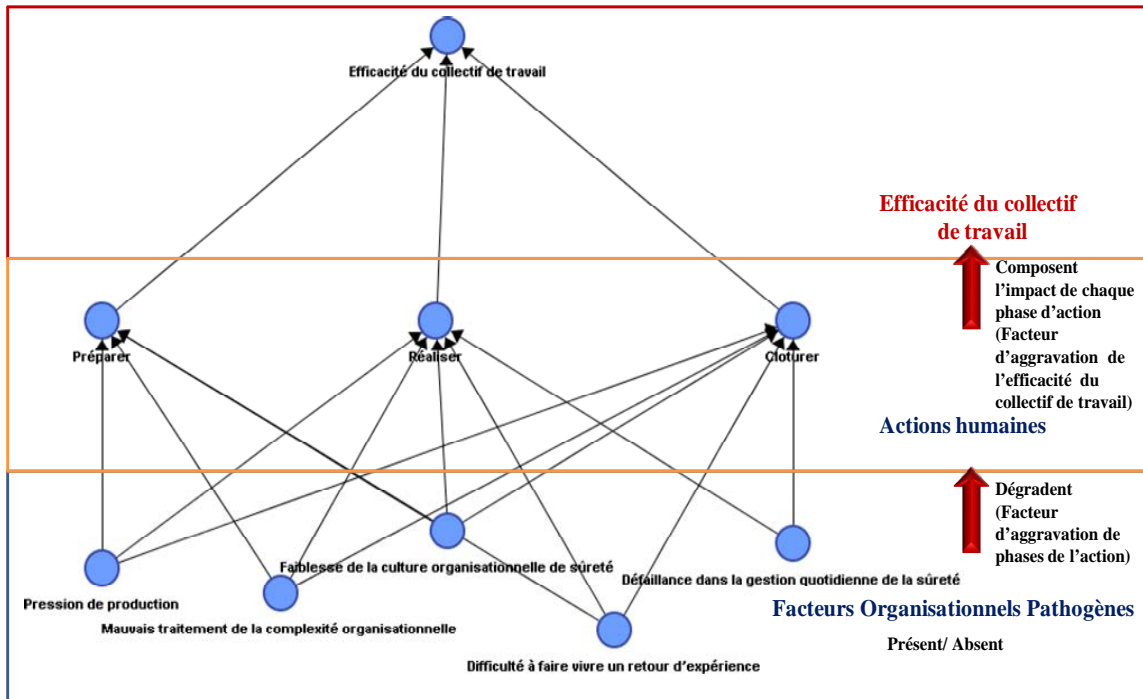 Efficacité du collectif de travail
Efficacité du collectif
de travail
Composent
l'impact de chaque
phase d'action
(Facteur
d'aggravation de
l'efficacité du
collectif de travail)
Préparer
Réaliser
Cloturer
Actions humaines
Dégradent
(Facteur
d'aggravation de
phases de l'action)
Faiblesse de la culture organisationnelle de sûreté
Défaillance dans la gestion quotidienne de la sûreté
Pression de production
Facteurs Organisationnels Pathogènes
Mauvais traitement de la complexité organisationnelle
Présent/ Absent
Difficulté à faire vivre un retour d'expérience